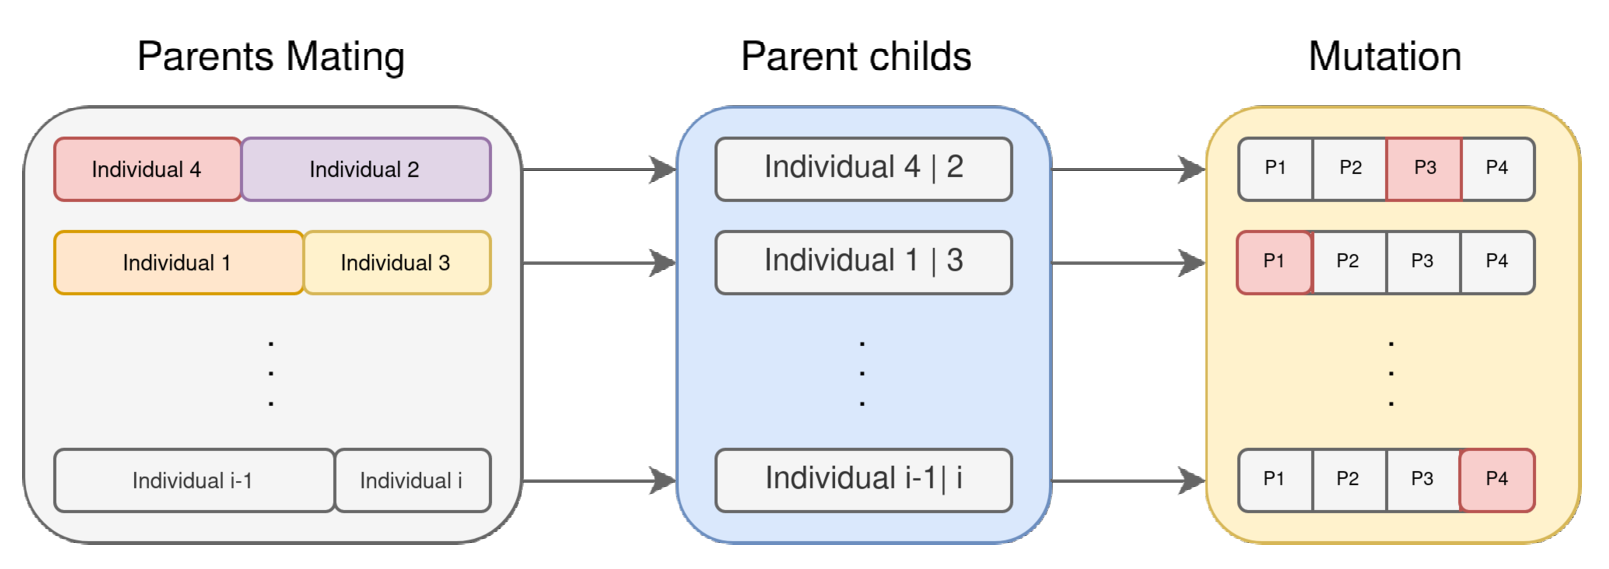 Parents Mating
Parent childs
Mutation
Individual 4 Individual 2
Individual 4 | 2
P1 P2 P3 P4
Individual 1 Individual 3
Individual 1 | 3
P1 P2 P3 P4
.
.
.
.
.
.
.
.
.
Individual i-1 Individual i
Individual i-1| i
P1 P2 P3 P4